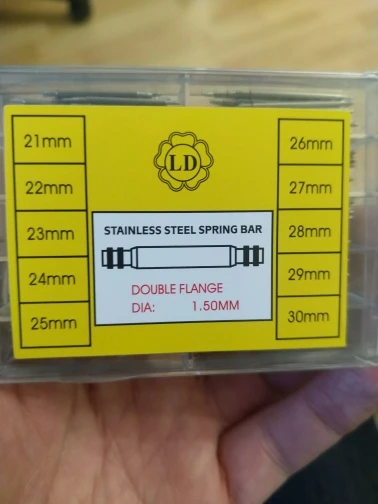 21mm
22mm
23mm
24mm
25mm
LD
STAINLESS STEEL SPRING BAR
DOUBLE FLANGE
DIA: 1.50MM
26mm
27mm
28mm
29mm
30mm